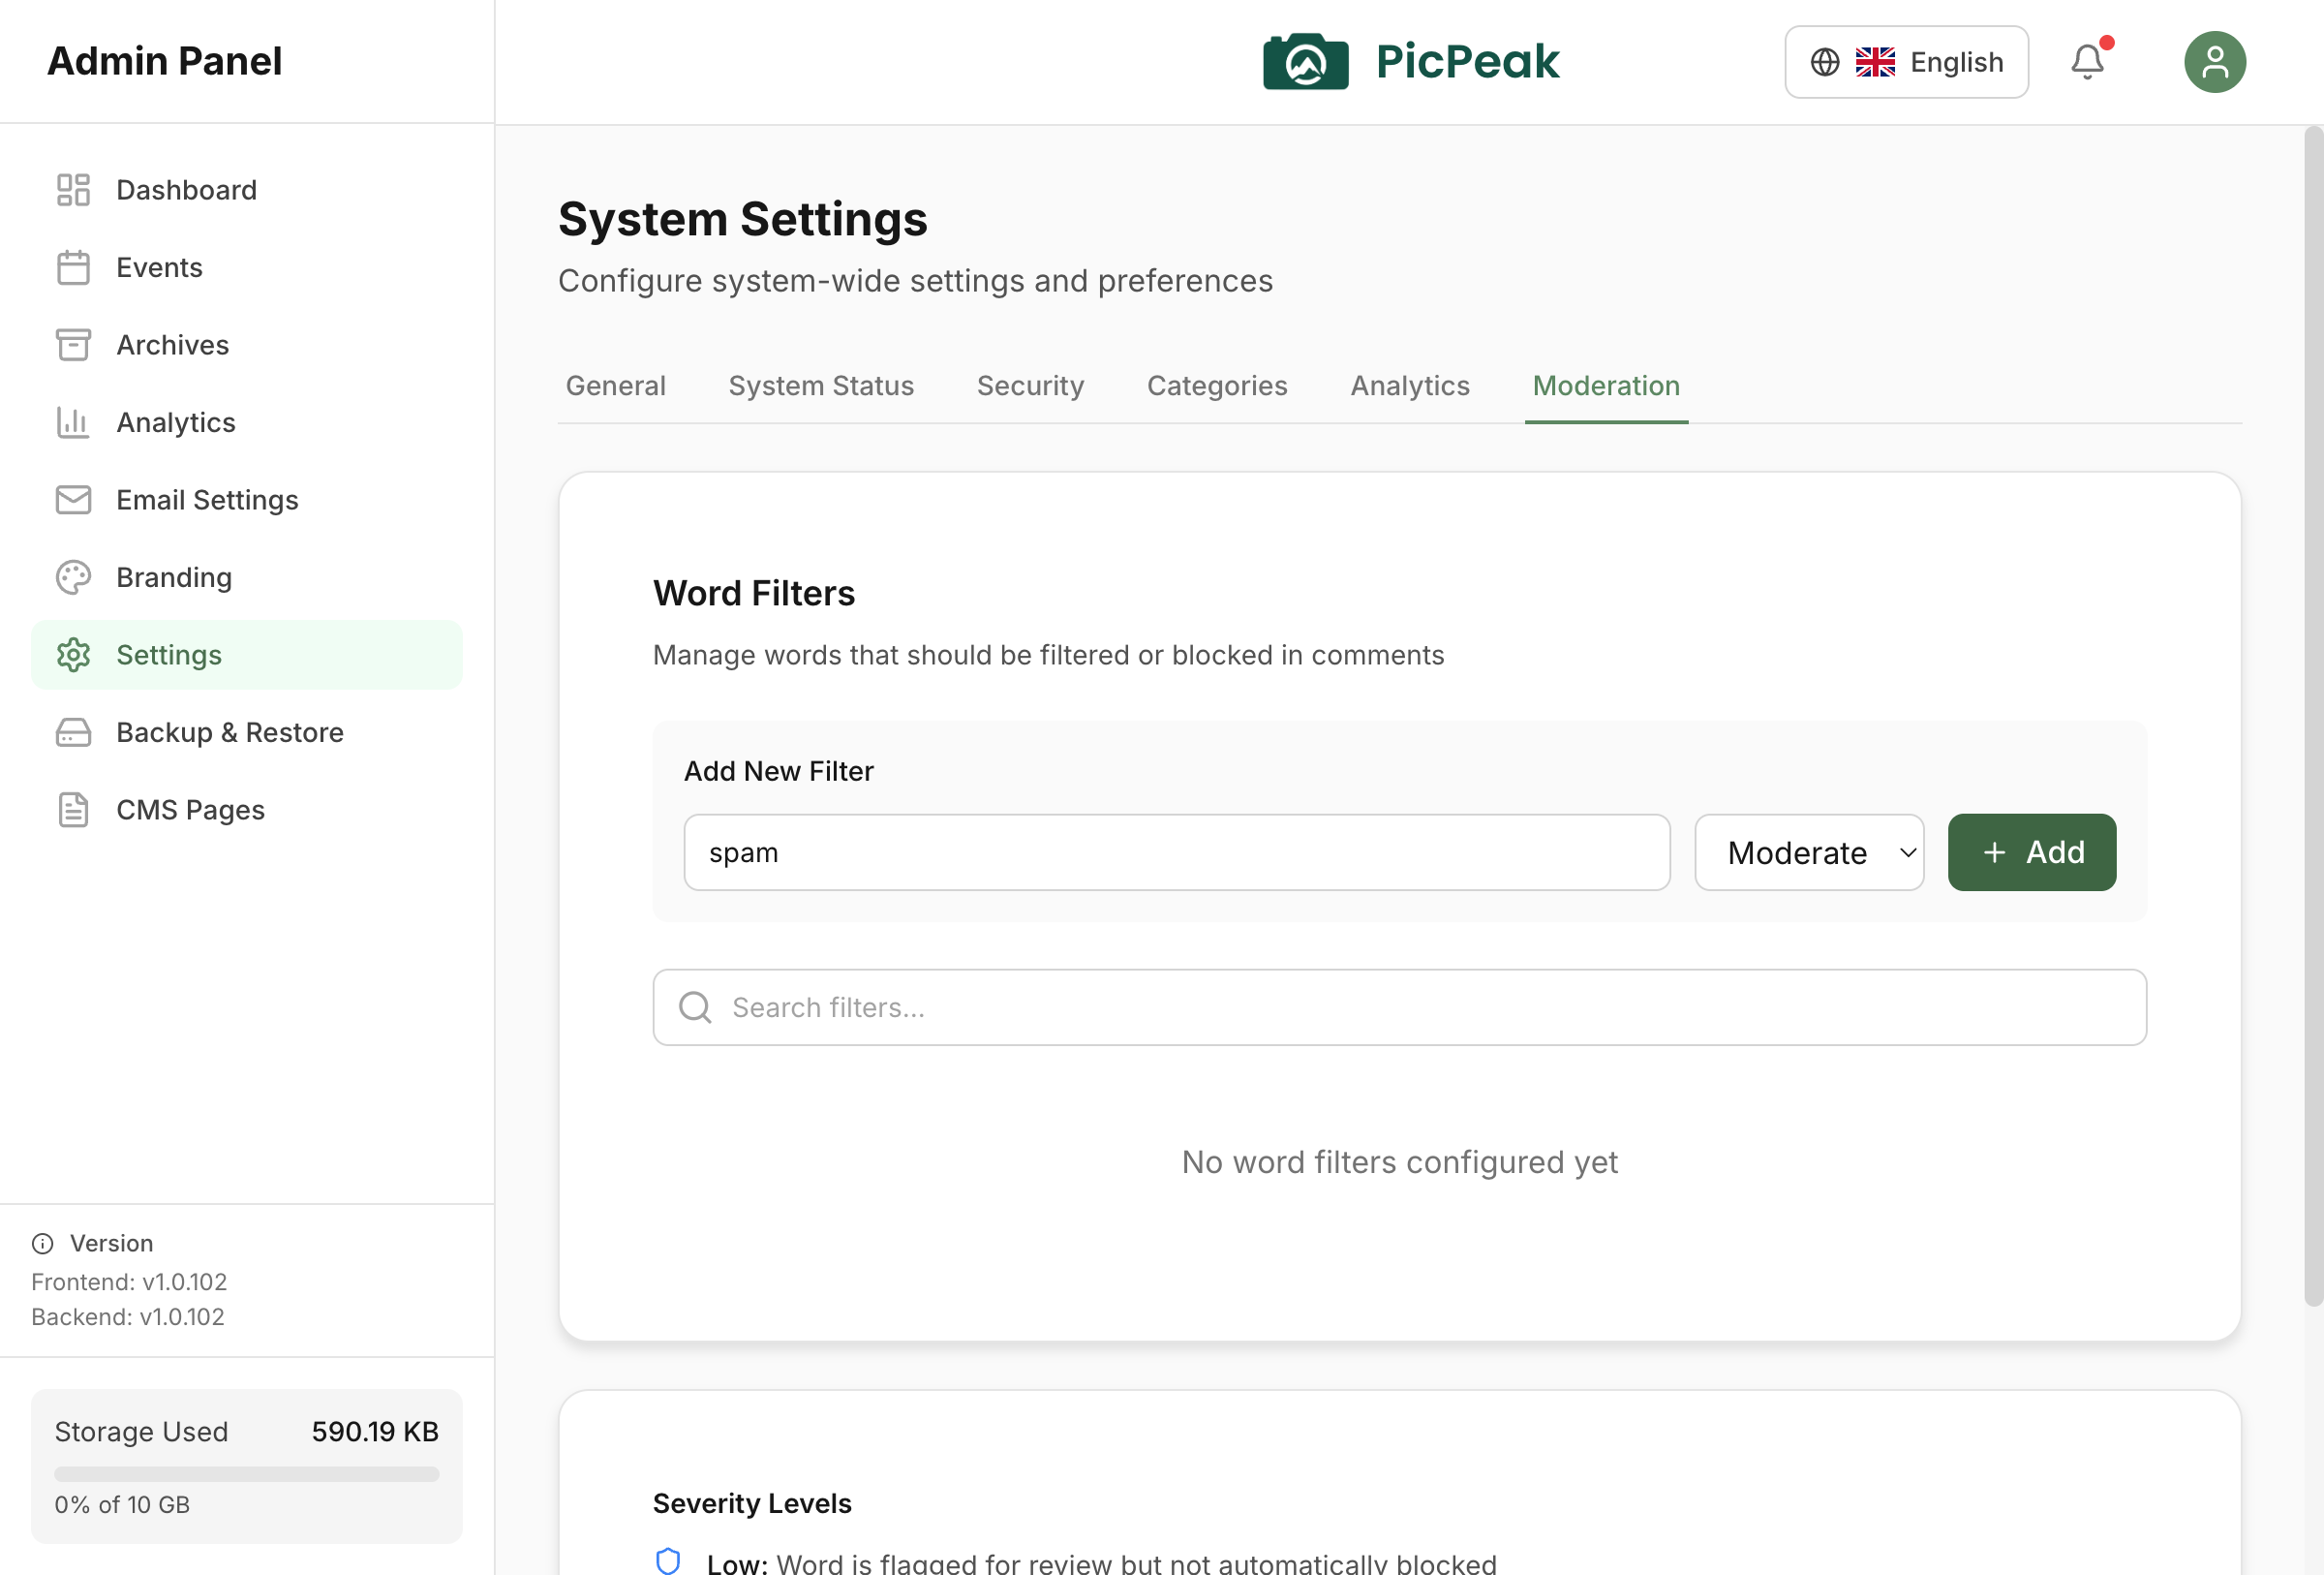 Admin Panel
PicPeak
English
Dashboard
Events
Archives
Analytics
Email Settings
Branding
Settings
Backup & Restore
CMS Pages
Version
Frontend: v1.0.102
Backend: v1.0.102
Storage Used 590.19 KB
0% of 10 GB
System Settings
Configure system-wide settings and preferences
General System Status Security Categories Analytics Moderation
Word Filters
Manage words that should be filtered or blocked in comments
Add New Filter
spam Moderate + Add
Search filters...
No word filters configured yet
Severity Levels
Low: Word is flagged for review but not automatically blocked